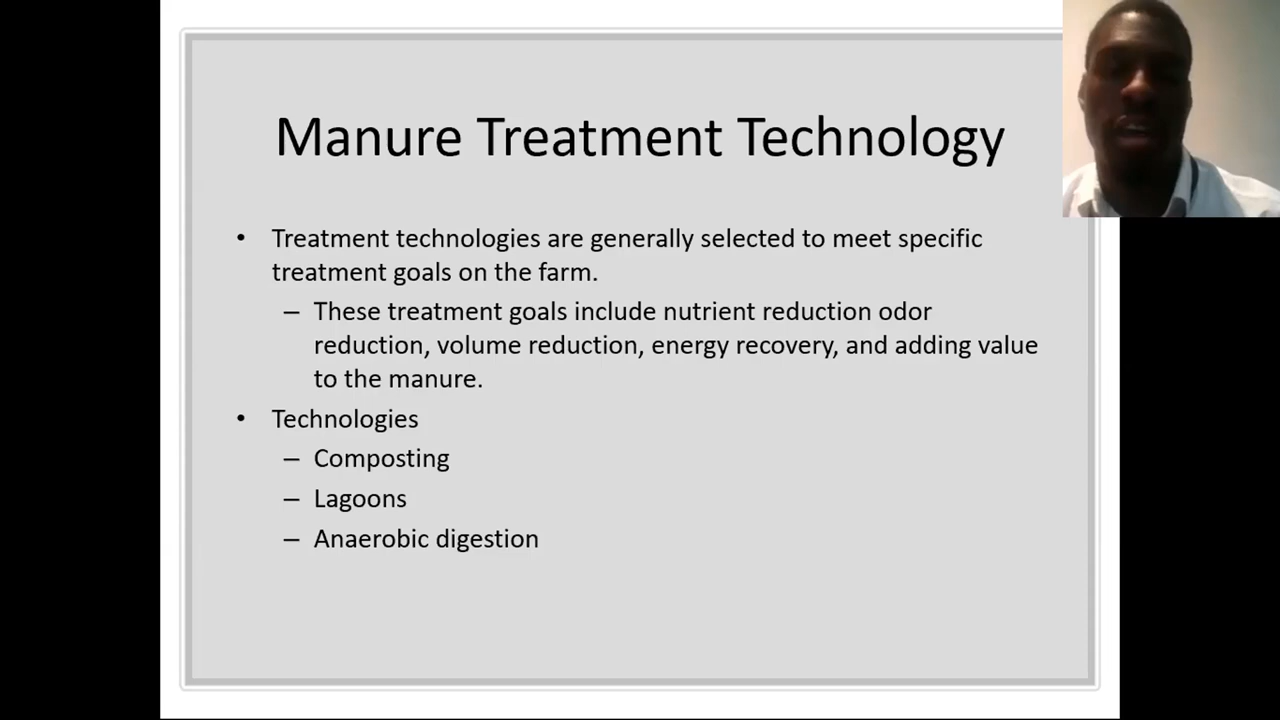 Manure Treatment Technology
• Treatment technologies are generally selected to meet specific
treatment goals on the farm.
– These treatment goals include nutrient reduction odor
reduction, volume reduction, energy recovery, and adding value
to the manure.
• Technologies
– Composting
– Lagoons
– Anaerobic digestion